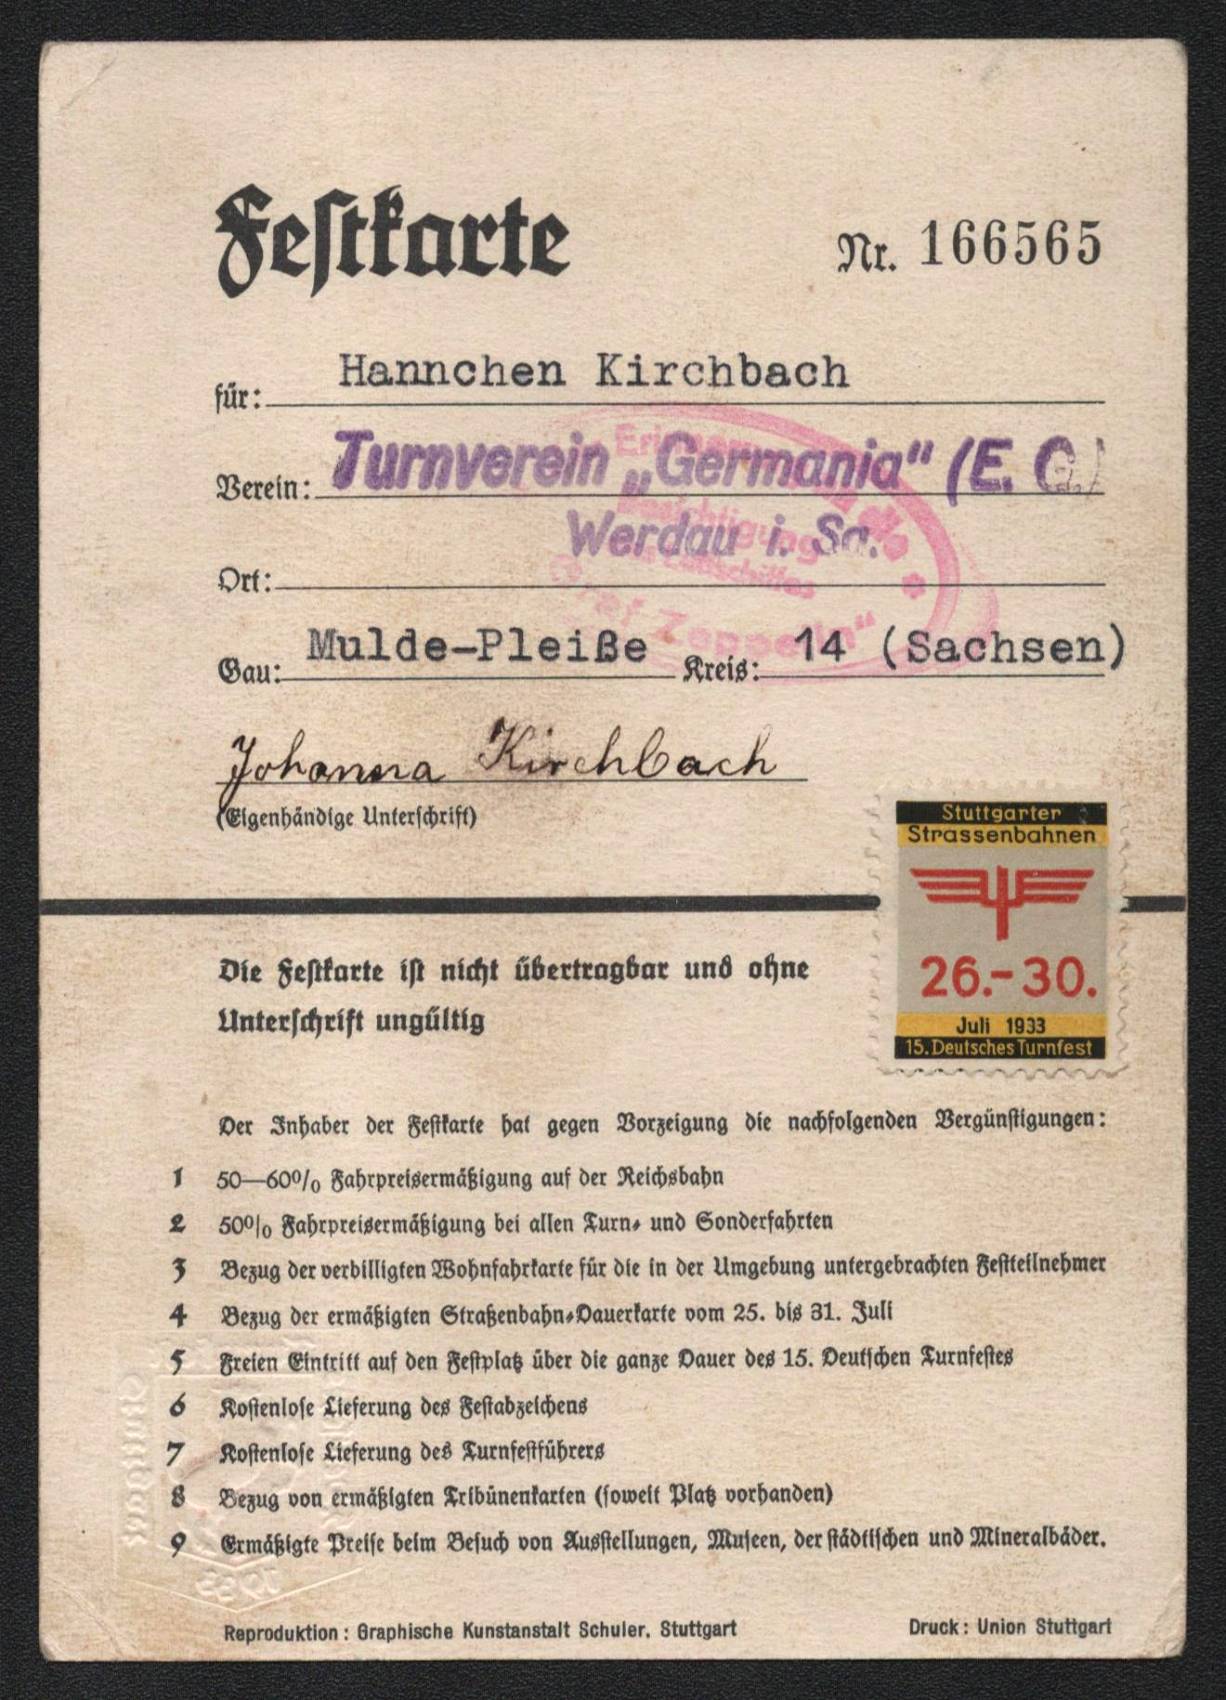 Festkarte
Nr. 166565
für: Hannchen Kirchbach
Verein: Turnverein „Germania“ (E. G.)
Werdau i. Sa.
Ort:
Gau: Mulde-Pleiße Kreis: 14 (Sachsen)
Besichtigung
Luftschiffes
„Graf Zeppelin“
Johanna Kirchbach
(Eigenhändige Unterschrift)
Stuttgarter
Strassenbahnen
26.-30.
Juli 1933
15. Deutsches Turnfest
Die Festkarte ist nicht übertragbar und ohne
Unterschrift ungültig
Der Inhaber der Festkarte hat gegen Vorzeigung die nachfolgenden Vergünstigungen:
1 50—60% Fahrpreisermäßigung auf der Reichsbahn
2 50% Fahrpreisermäßigung bei allen Turn- und Sonderfahrten
3 Bezug der verbilligten Wohnfahrkarte für die in der Umgebung untergebrachten Festteilnehmer
4 Bezug der ermäßigten Straßenbahn-Dauerkarte vom 25. bis 31. Juli
5 Freien Eintritt auf den Festplatz über die ganze Dauer des 15. Deutschen Turnfestes
6 Kostenlose Lieferung des Festabzeichens
7 Kostenlose Lieferung des Turnfestführers
8 Bezug von ermäßigten Tribünenkarten (soweit Platz vorhanden)
9 Ermäßigte Preise beim Besuch von Ausstellungen, Museen, der städtischen und Mineralbäder.
1933
Reproduktion: Graphische Kunstanstalt Schuler, Stuttgart
Druck: Union Stuttgart